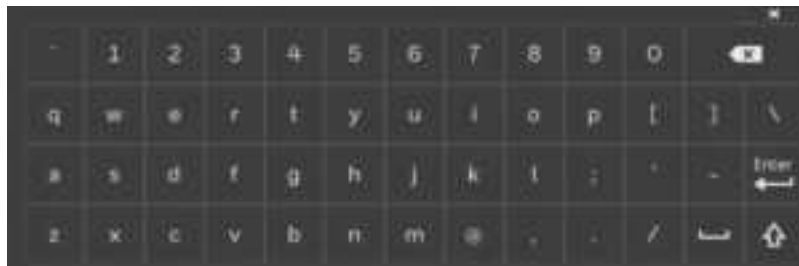 ` 1 2 3 4 5 6 7 8 9 0
q w e r t y u i o p [ ] \
a s d f g h j k l ; ' - Enter
z x c v b n m @ , . /